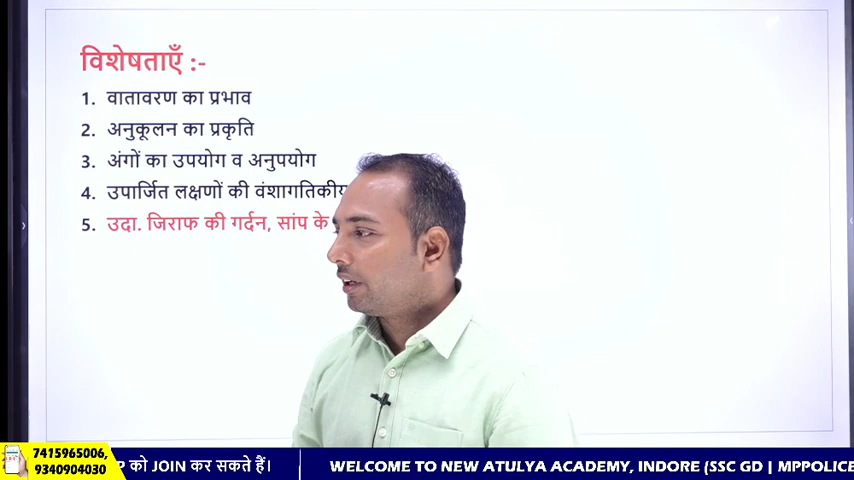 विशेषताएँ :-
1. वातावरण का प्रभाव
2. अनुकूलन का प्रकृति
3. अंगों का उपयोग व अनुपयोग
4. उपार्जित लक्षणों की
5. उदा. जिराफ की गर्दन, सांप के
7415965006,
9340904030
को JOIN कर सकते हैं।
WELCOME TO NEW ATULYA ACADEMY, INDORE (SSC GD | MPPOLICE